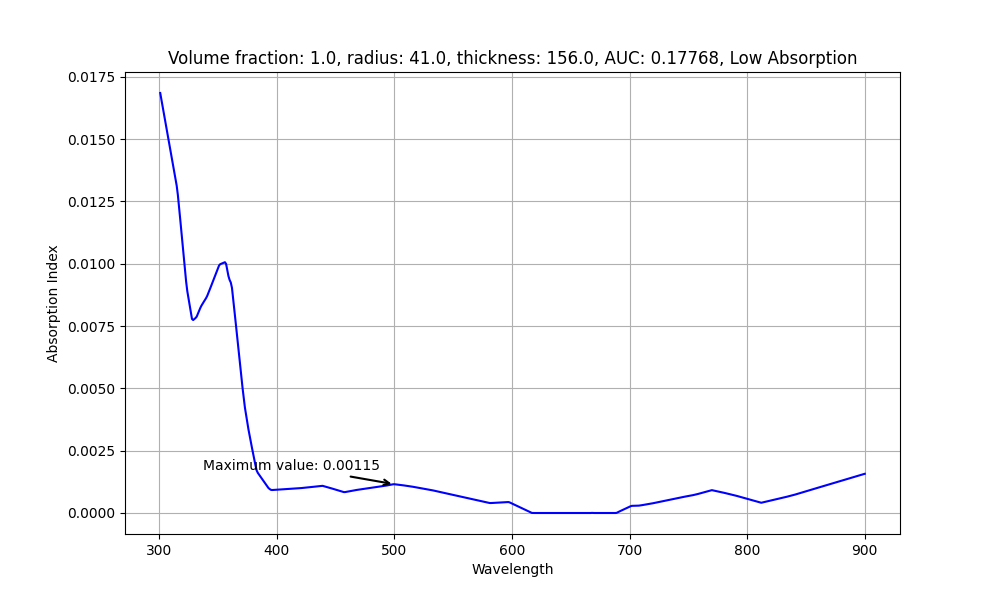 Volume fraction: 1.0, radius: 41.0, thickness: 156.0, AUC: 0.17768, Low Absorption
0.0175
0.0150
0.0125
0.0100
0.0075
0.0050
0.0025
0.0000
Absorption Index
Maximum value: 0.00115
300 400 500 600 700 800 900
Wavelength